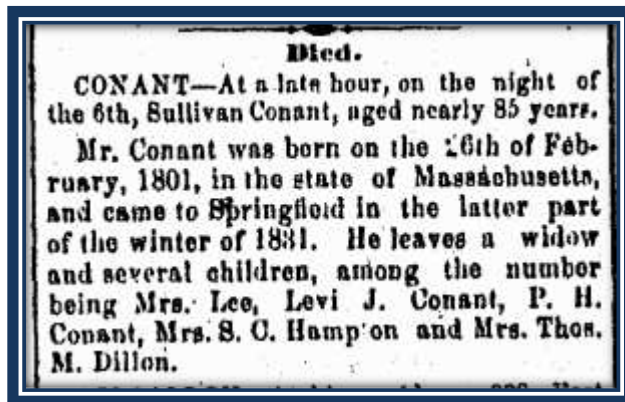 Died.
CONANT—At a late hour, on the night of
the 6th, Sullivan Conant, aged nearly 85 years.
Mr. Conant was born on the 26th of Feb-
ruary, 1801, in the state of Massachusetts,
and came to Springfield in the latter part
of the winter of 1831. He leaves a widow
and several children, among the number
being Mrs. Lee, Levi J. Conant, P. H.
Conant, Mrs. S. C. Hampton and Mrs. Thos.
M. Dillon.